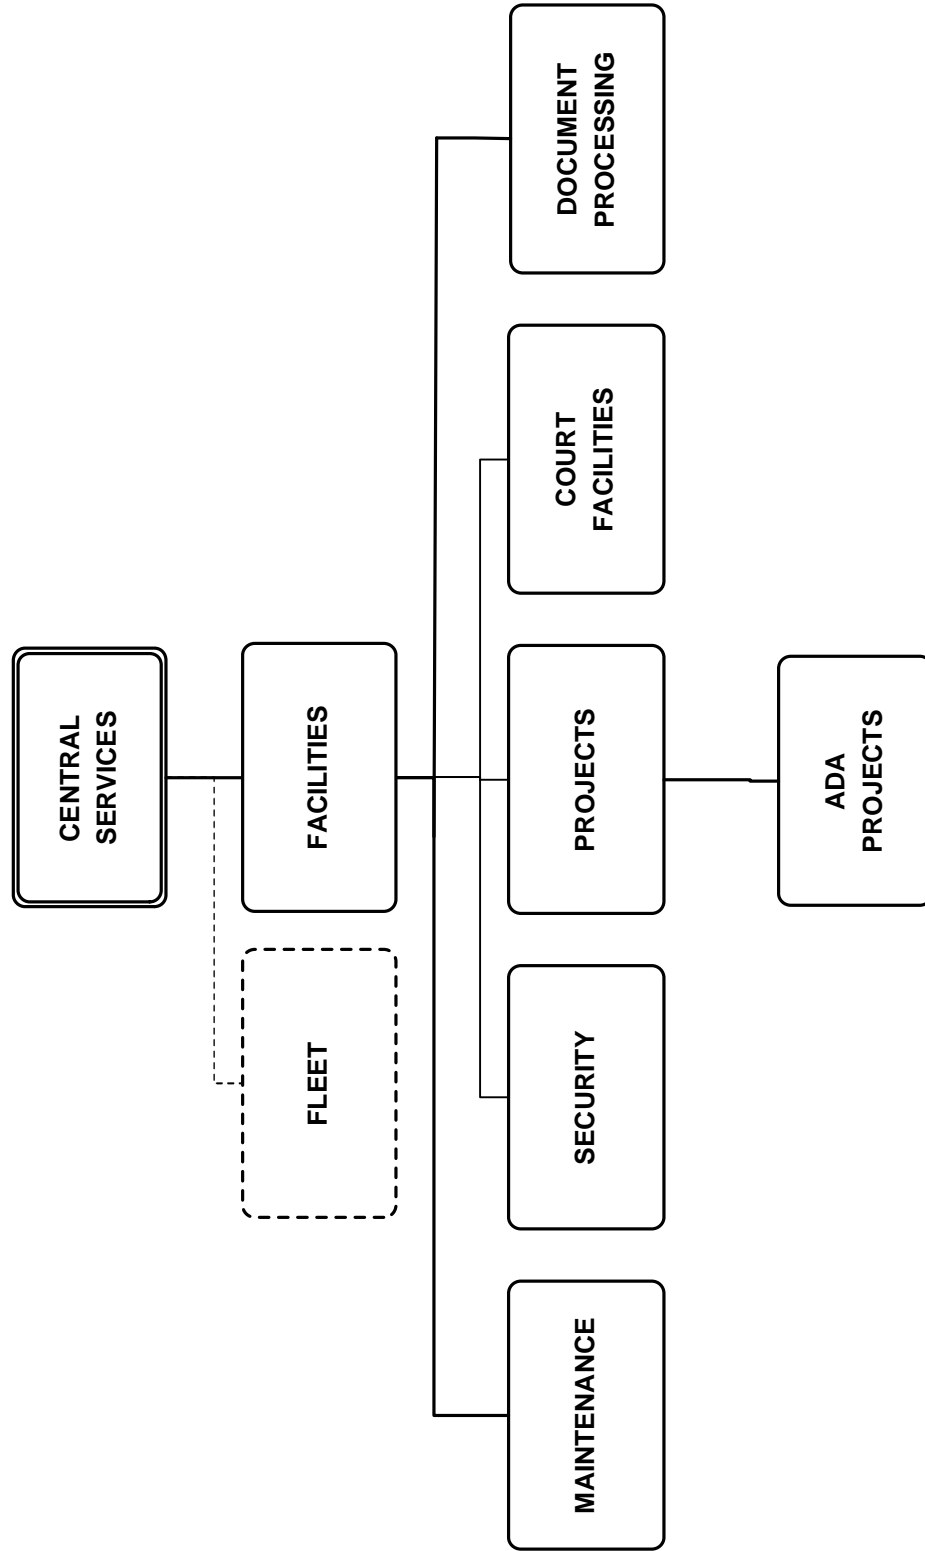 CENTRAL
SERVICES
FLEET
FACILITIES
MAINTENANCE
SECURITY
PROJECTS
COURT
FACILITIES
DOCUMENT
PROCESSING
ADA
PROJECTS